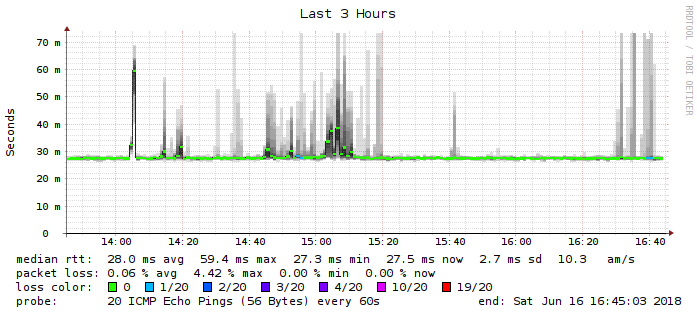 Last 3 Hours
RRDTOOL / TOBI OETIKER
Seconds
70 m
60 m
50 m
40 m
30 m
20 m
10 m
0
14:00 14:20 14:40 15:00 15:20 15:40 16:00 16:20 16:40
median rtt: 28.0 ms avg 59.4 ms max 27.3 ms min 27.5 ms now 2.7 ms sd 10.3 am/s
packet loss: 0.06 % avg 4.42 % max 0.00 % min 0.00 % now
loss color: 0 1/20 2/20 3/20 4/20 10/20 19/20
probe: 20 ICMP Echo Pings (56 Bytes) every 60s end: Sat Jun 16 16:45:03 2018